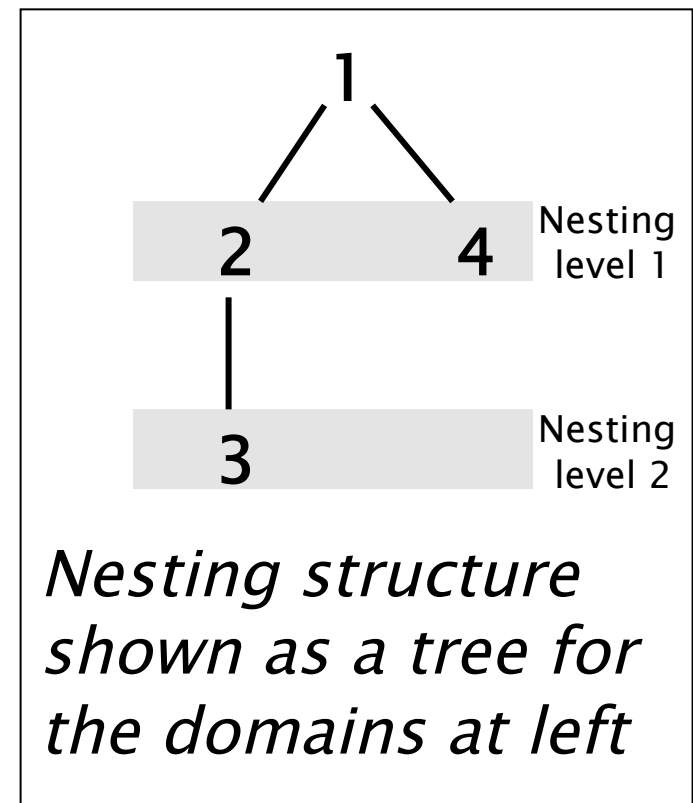 1
2 4 Nesting
level 1
3 Nesting
level 2
Nesting structure
shown as a tree for
the domains at left